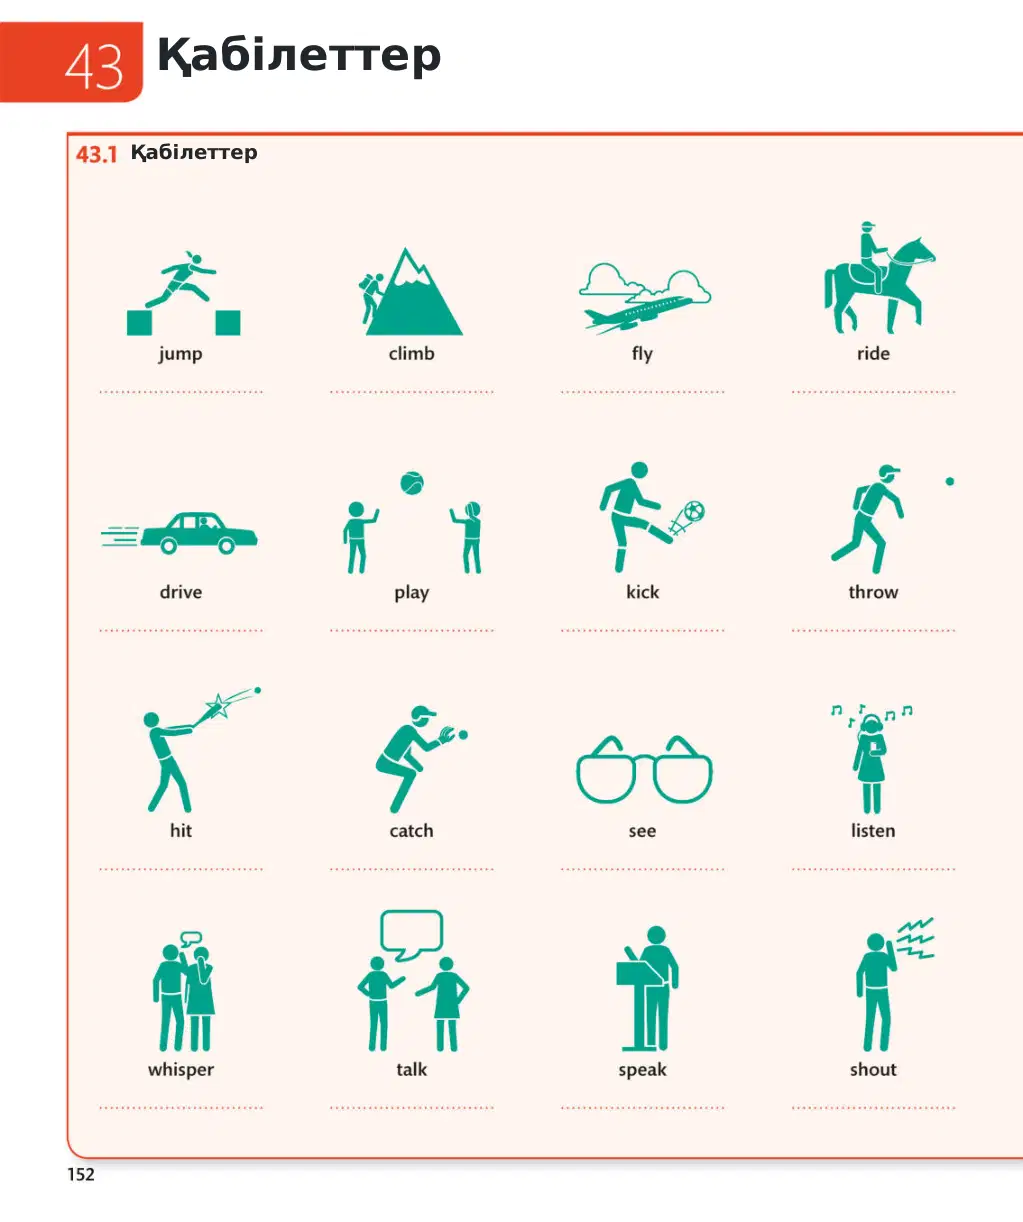 43 Қабілеттер
43.1 Қабілеттер
jump climb fly ride
drive play kick throw
hit catch see listen
whisper talk speak shout
152